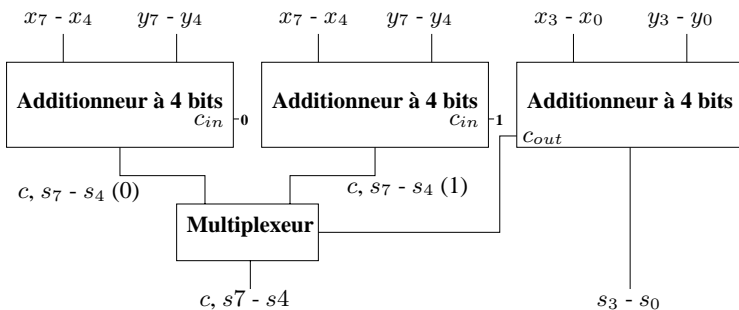 x₇ - x₄ y₇ - y₄ x₇ - x₄ y₇ - y₄ x₃ - x₀ y₃ - y₀
Additionneur à 4 bits Additionneur à 4 bits Additionneur à 4 bits
cᵢₙ 0 cᵢₙ 1 cₒᵤₜ
c, s₇ - s₄ (0) c, s₇ - s₄ (1)
Multiplexeur
c, s7 - s4 s₃ - s₀